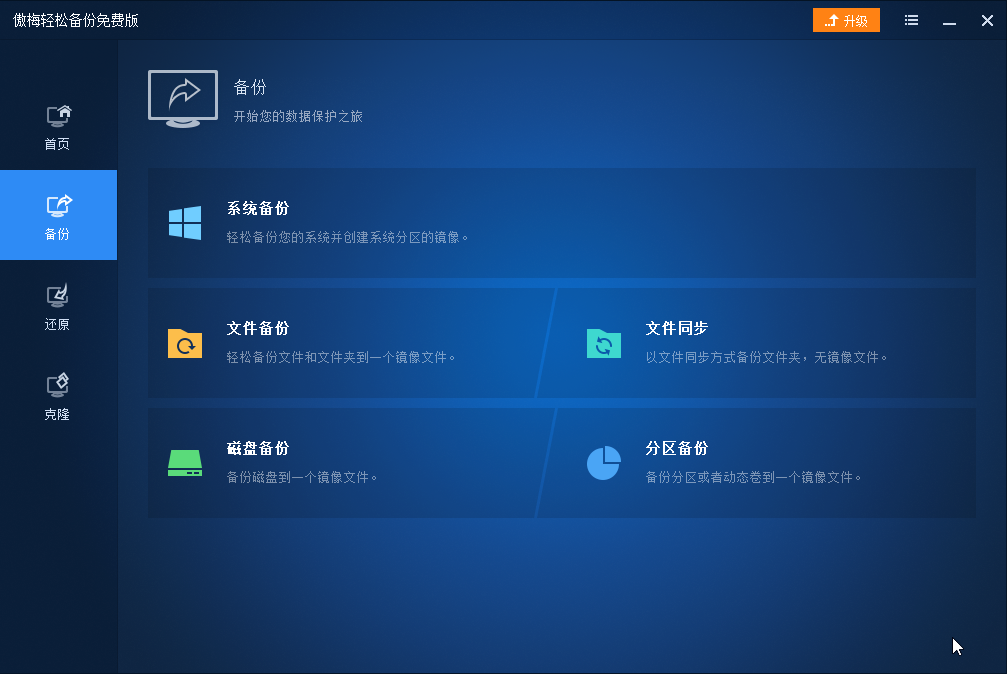 傲梅轻松备份免费版
升级
首页
备份
还原
克隆
备份
开始您的数据保护之旅
系统备份
轻松备份您的系统并创建系统分区的镜像。
文件备份
轻松备份文件和文件夹到一个镜像文件。
文件同步
以文件同步方式备份文件夹，无镜像文件。
磁盘备份
备份磁盘到一个镜像文件。
分区备份
备份分区或者动态卷到一个镜像文件。